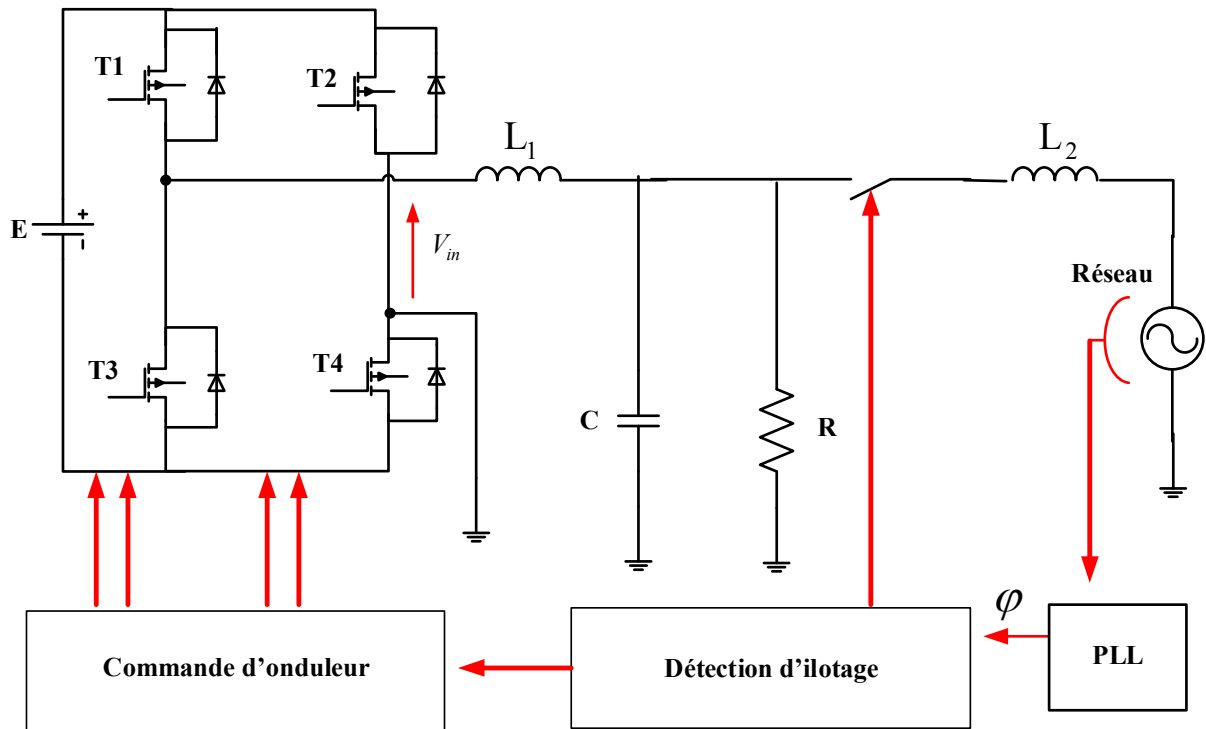 T1
T2
L1
L2
E
+
-
Vin
Réseau
T3
T4
C
R
φ
Commande d'onduleur
Détection d'ilotage
PLL